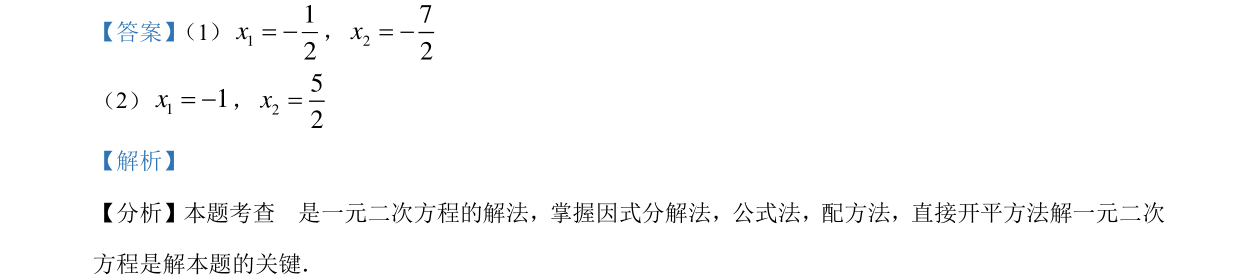 【答案】（1） x₁ = −1/2， x₂ = −7/2
（2） x₁ = −1， x₂ = 5/2
【解析】
【分析】本题考查 是一元二次方程的解法，掌握因式分解法，公式法，配方法，直接开平方法解一元二次
方程是解本题的关键．